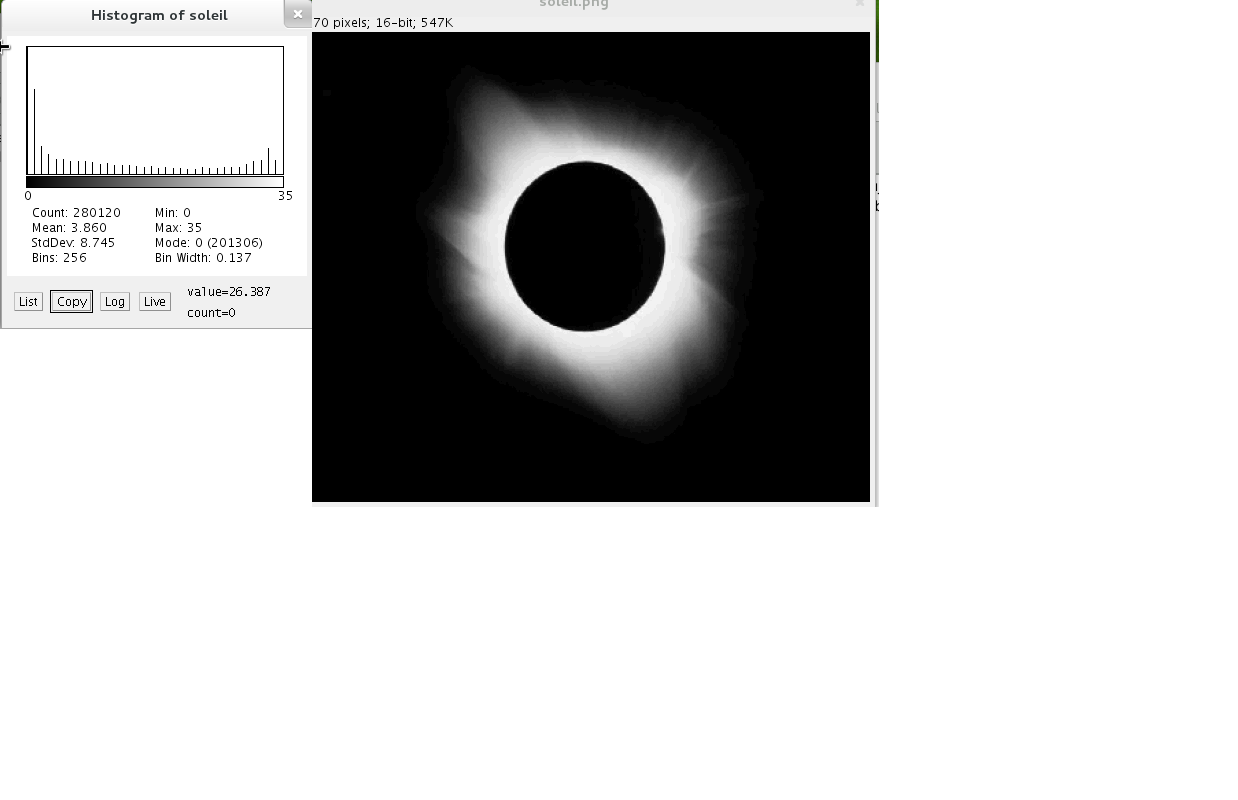 Histogram of soleil
soleil.png
70 pixels; 16-bit; 547K
0 35
Count: 280120 Min: 0
Mean: 3.860 Max: 35
StdDev: 8.745 Mode: 0 (201306)
Bins: 256 Bin Width: 0.137
List Copy Log Live value=26.387
count=0